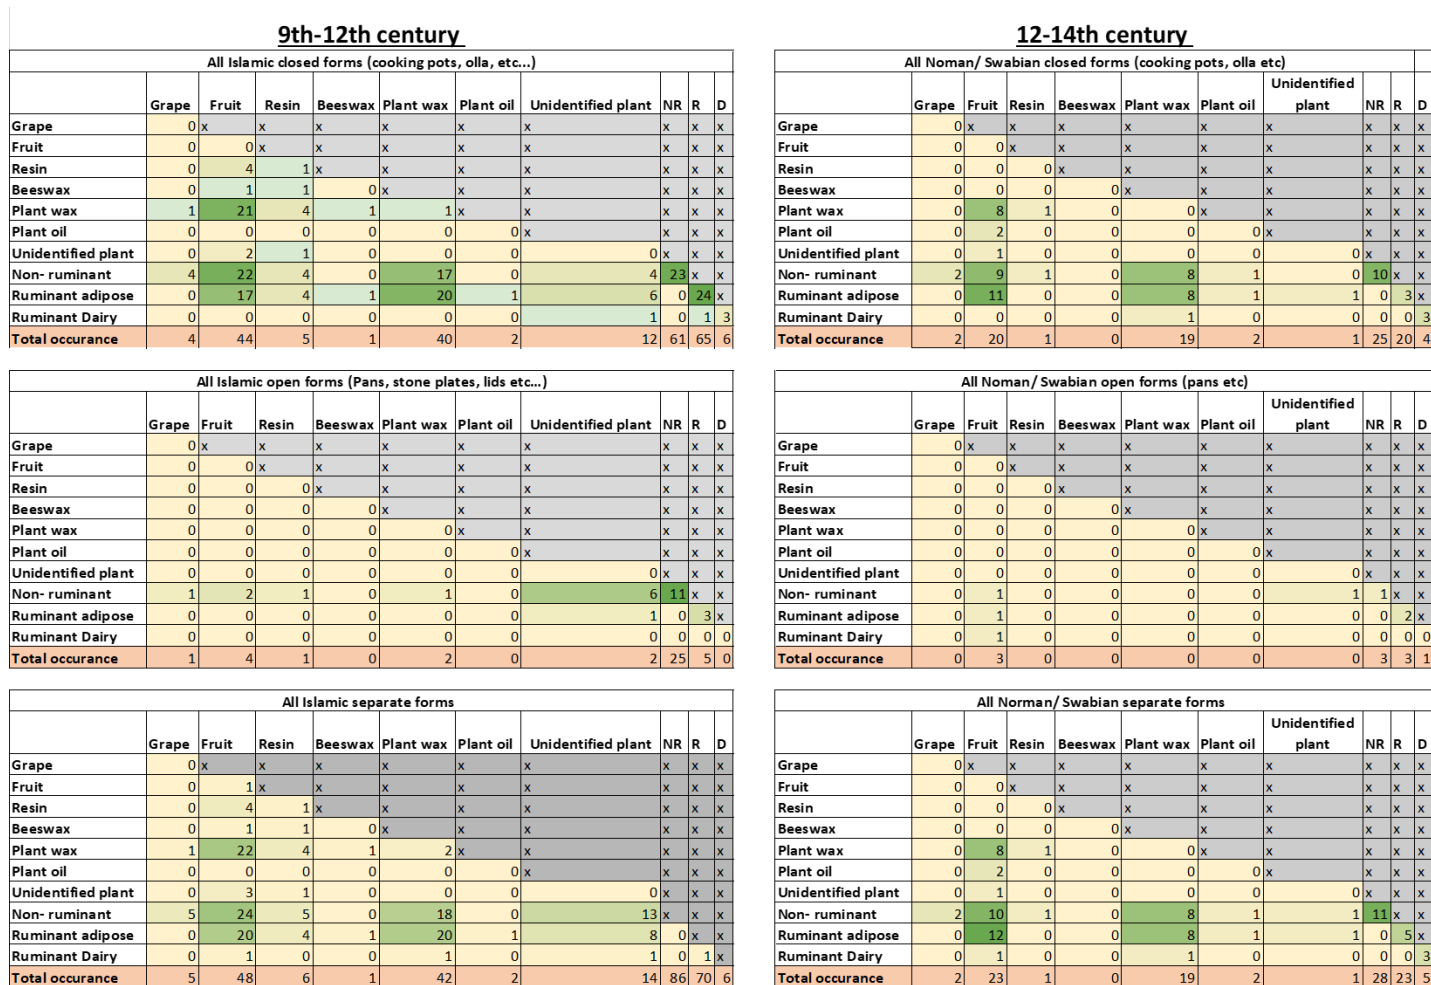 9th-12th century
All Islamic closed forms (cooking pots, olla, etc...)
Grape Fruit Resin Beeswax Plant wax Plant oil Unidentified plant NR R D
Grape 0 x x x x x x x x x
Fruit 0 0 x x x x x x x x
Resin 0 4 1 x x x x x x x
Beeswax 0 1 1 0 x x x x x x
Plant wax 1 21 4 1 1 x x x x x
Plant oil 0 0 0 0 0 0 x x x x
Unidentified plant 0 2 1 0 0 0 0 x x x
Non- ruminant 4 22 4 0 17 0 4 23 x x
Ruminant adipose 0 17 4 1 20 1 6 0 24 x
Ruminant Dairy 0 0 0 0 0 0 1 0 1 3
Total occurance 4 44 5 1 40 2 12 61 65 6
All Islamic open forms (Pans, stone plates, lids etc...)
Grape Fruit Resin Beeswax Plant wax Plant oil Unidentified plant NR R D
Grape 0 x x x x x x x x x
Fruit 0 0 x x x x x x x x
Resin 0 0 0 x x x x x x x
Beeswax 0 0 0 0 x x x x x x
Plant wax 0 0 0 0 0 x x x x x
Plant oil 0 0 0 0 0 0 x x x x
Unidentified plant 0 0 0 0 0 0 0 x x x
Non- ruminant 1 2 1 0 1 0 6 11 x x
Ruminant adipose 0 0 0 0 0 0 1 0 3 x
Ruminant Dairy 0 0 0 0 0 0 0 0 0 0
Total occurance 1 4 1 0 2 0 2 25 5 0
All Islamic separate forms
Grape Fruit Resin Beeswax Plant wax Plant oil Unidentified plant NR R D
Grape 0 x x x x x x x x x
Fruit 0 1 x x x x x x x x
Resin 0 4 1 x x x x x x x
Beeswax 0 1 1 0 x x x x x x
Plant wax 1 22 4 1 2 x x x x x
Plant oil 0 0 0 0 0 0 x x x x
Unidentified plant 0 3 1 0 0 0 0 x x x
Non- ruminant 5 24 5 0 18 0 13 x x x
Ruminant adipose 0 20 4 1 20 1 8 0 x x
Ruminant Dairy 0 1 0 0 1 0 1 0 1 x
Total occurance 5 48 6 1 42 2 14 86 70 6
12-14th century
All Noman/ Swabian closed forms (cooking pots, olla etc)
Unidentified
Grape Fruit Resin Beeswax Plant wax Plant oil plant NR R D
Grape 0 x x x x x x x x x
Fruit 0 0 x x x x x x x x
Resin 0 0 0 x x x x x x x
Beeswax 0 0 0 0 x x x x x x
Plant wax 0 8 1 0 0 x x x x x
Plant oil 0 2 0 0 0 0 x x x x
Unidentified plant 0 1 0 0 0 0 0 x x x
Non- ruminant 2 9 1 0 8 1 0 10 x x
Ruminant adipose 0 11 0 0 8 1 1 0 3 x
Ruminant Dairy 0 0 0 0 1 0 0 0 0 3
Total occurance 2 20 1 0 19 2 1 25 20 4
All Noman/ Swabian open forms (pans etc)
Unidentified
Grape Fruit Resin Beeswax Plant wax Plant oil plant NR R D
Grape 0 x x x x x x x x x
Fruit 0 0 x x x x x x x x
Resin 0 0 0 x x x x x x x
Beeswax 0 0 0 0 x x x x x x
Plant wax 0 0 0 0 0 x x x x x
Plant oil 0 0 0 0 0 0 x x x x
Unidentified plant 0 0 0 0 0 0 0 x x x
Non- ruminant 0 1 0 0 0 0 1 1 x x
Ruminant adipose 0 1 0 0 0 0 0 0 2 x
Ruminant Dairy 0 1 0 0 0 0 0 0 0 0
Total occurance 0 3 0 0 0 0 0 3 3 1
All Norman/ Swabian separate forms
Unidentified
Grape Fruit Resin Beeswax Plant wax Plant oil plant NR R D
Grape 0 x x x x x x x x x
Fruit 0 0 x x x x x x x x
Resin 0 0 0 x x x x x x x
Beeswax 0 0 0 0 x x x x x x
Plant wax 0 8 1 0 0 x x x x x
Plant oil 0 2 0 0 0 0 x x x x
Unidentified plant 0 1 0 0 0 0 0 x x x
Non- ruminant 2 10 1 0 8 1 1 11 x x
Ruminant adipose 0 12 0 0 8 1 1 0 5 x
Ruminant Dairy 0 1 0 0 1 0 0 0 0 3
Total occurance 2 23 1 0 19 2 1 28 23 5